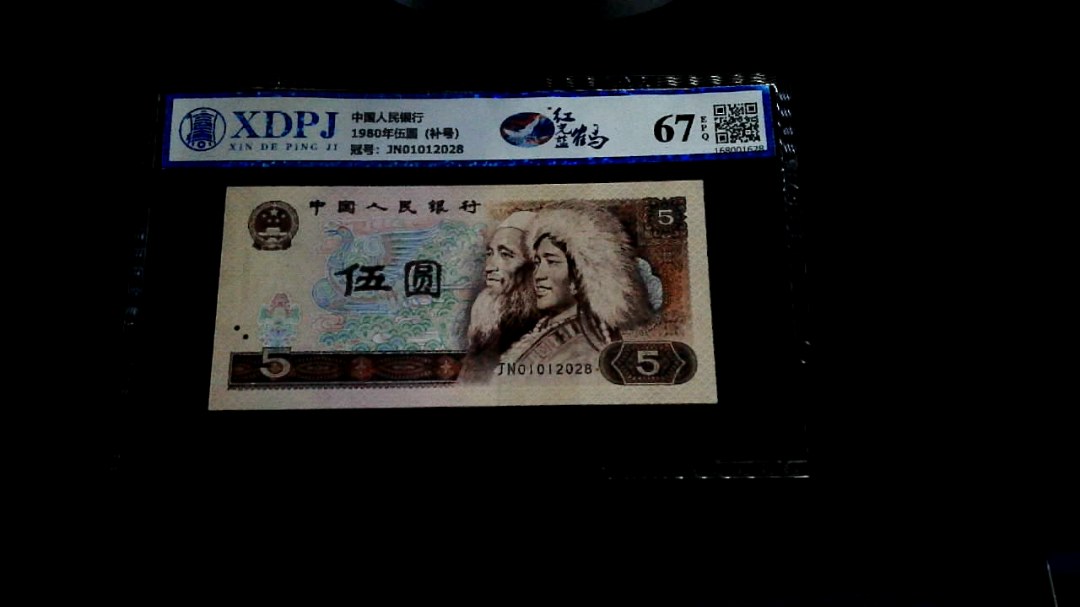 XDPJ
XIN DE PING JI
中国人民银行
1980年伍圆 (补号)
冠号: JN01012028
红光蓝鹤
67
EPQ
168001628
中国人民银行
5
伍圆
5
JN01012028
5